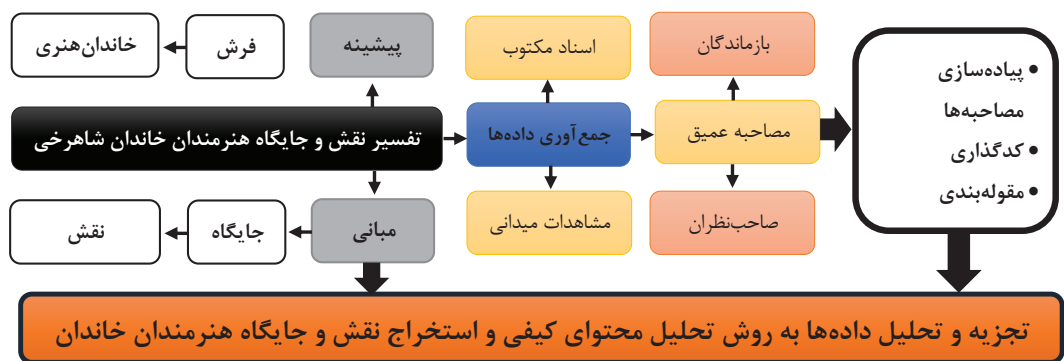 خاندان‌هنری
فرش
پیشینه
اسناد مکتوب
بازماندگان
تفسیر نقش و جایگاه هنرمندان خاندان شاهرخی
جمع‌آوری داده‌ها
مصاحبه عمیق
• پیاده‌سازی
مصاحبه‌ها
• کدگذاری
• مقوله‌بندی
نقش
جایگاه
مبانی
مشاهدات میدانی
صاحب‌نظران
تجزیه و تحلیل داده‌ها به روش تحلیل محتوای کیفی و استخراج نقش و جایگاه هنرمندان خاندان